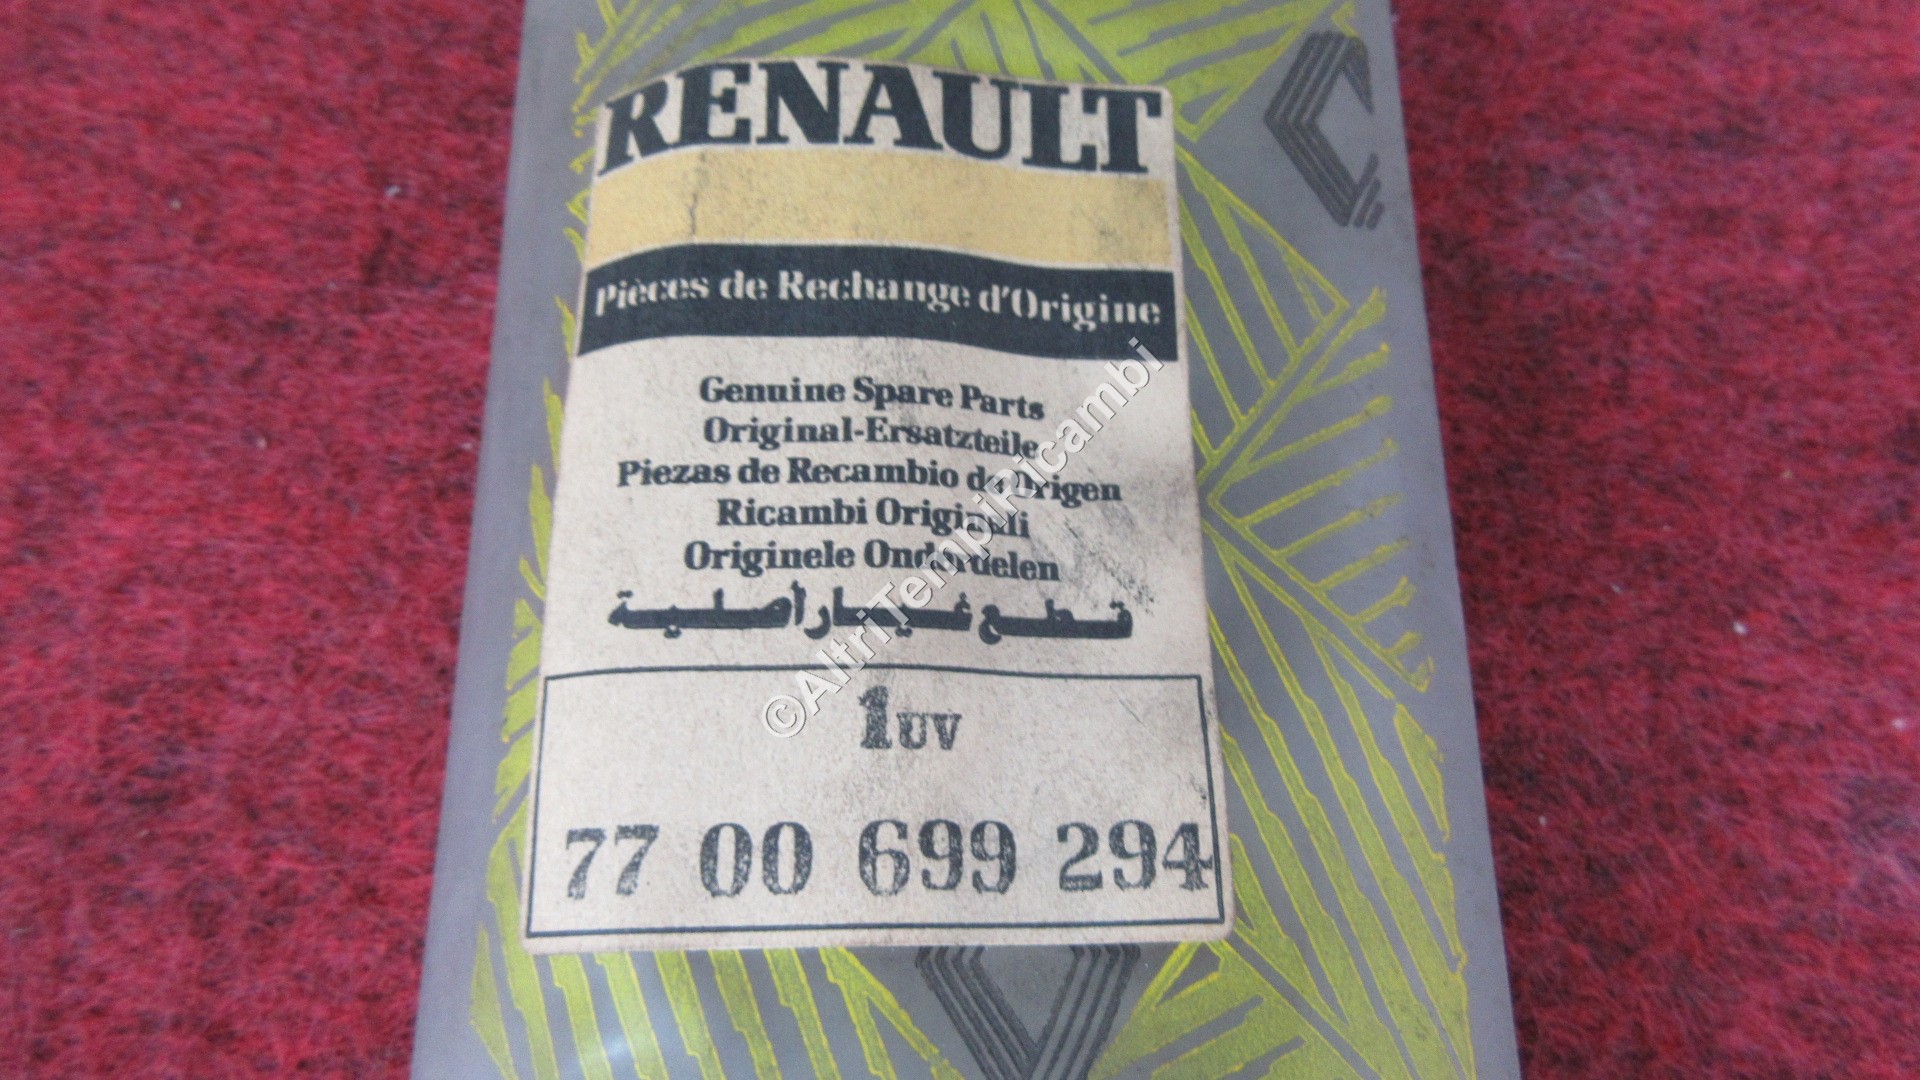 RENAULT
Pièces de Rechange d'Origine
Genuine Spare Parts
Original-Ersatzteile
Piezas de Recambio de Origen
Ricambi Originali
Originele Onderdelen
قطع غيار أصلية
1UV
77 00 699 294
©AltriTempiRicambi